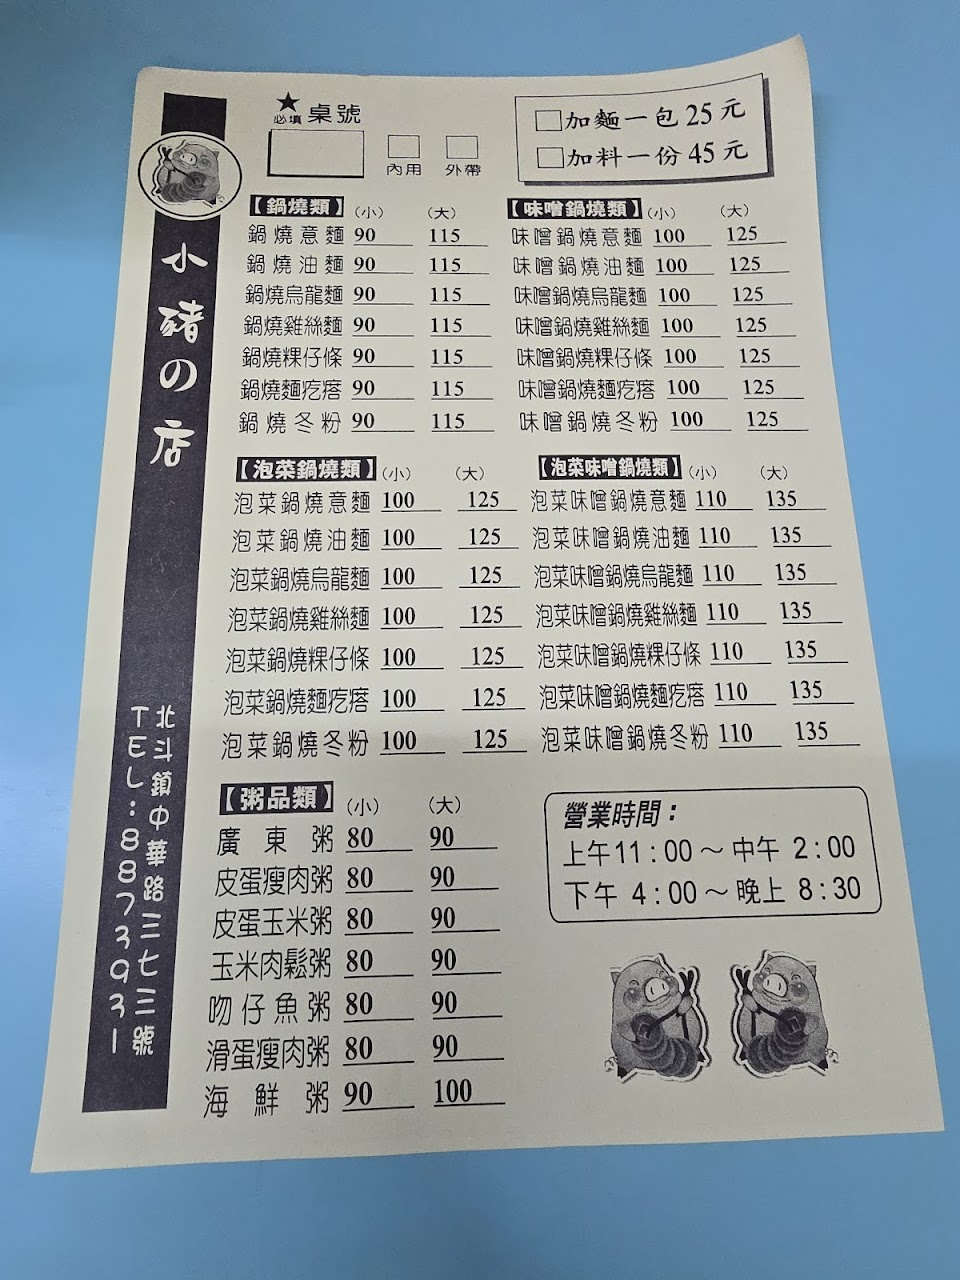 ★
必填 桌號
內用 外帶
加麵一包 25 元
加料一份 45 元
小豬の店
北斗鎮中華路三七三號
TEL:8873931
【鍋燒類】 (小) (大)
鍋燒意麵 90 115
鍋燒油麵 90 115
鍋燒烏龍麵 90 115
鍋燒雞絲麵 90 115
鍋燒粿仔條 90 115
鍋燒麵疙瘩 90 115
鍋燒冬粉 90 115
【味噌鍋燒類】 (小) (大)
味噌鍋燒意麵 100 125
味噌鍋燒油麵 100 125
味噌鍋燒烏龍麵 100 125
味噌鍋燒雞絲麵 100 125
味噌鍋燒粿仔條 100 125
味噌鍋燒麵疙瘩 100 125
味噌鍋燒冬粉 100 125
【泡菜鍋燒類】 (小) (大)
泡菜鍋燒意麵 100 125
泡菜鍋燒油麵 100 125
泡菜鍋燒烏龍麵 100 125
泡菜鍋燒雞絲麵 100 125
泡菜鍋燒粿仔條 100 125
泡菜鍋燒麵疙瘩 100 125
泡菜鍋燒冬粉 100 125
【泡菜味噌鍋燒類】 (小) (大)
泡菜味噌鍋燒意麵 110 135
泡菜味噌鍋燒油麵 110 135
泡菜味噌鍋燒烏龍麵 110 135
泡菜味噌鍋燒雞絲麵 110 135
泡菜味噌鍋燒粿仔條 110 135
泡菜味噌鍋燒麵疙瘩 110 135
泡菜味噌鍋燒冬粉 110 135
【粥品類】 (小) (大)
廣東粥 80 90
皮蛋瘦肉粥 80 90
皮蛋玉米粥 80 90
玉米肉鬆粥 80 90
吻仔魚粥 80 90
滑蛋瘦肉粥 80 90
海鮮粥 90 100
營業時間：
上午11:00～中午 2:00
下午 4:00～晚上 8:30